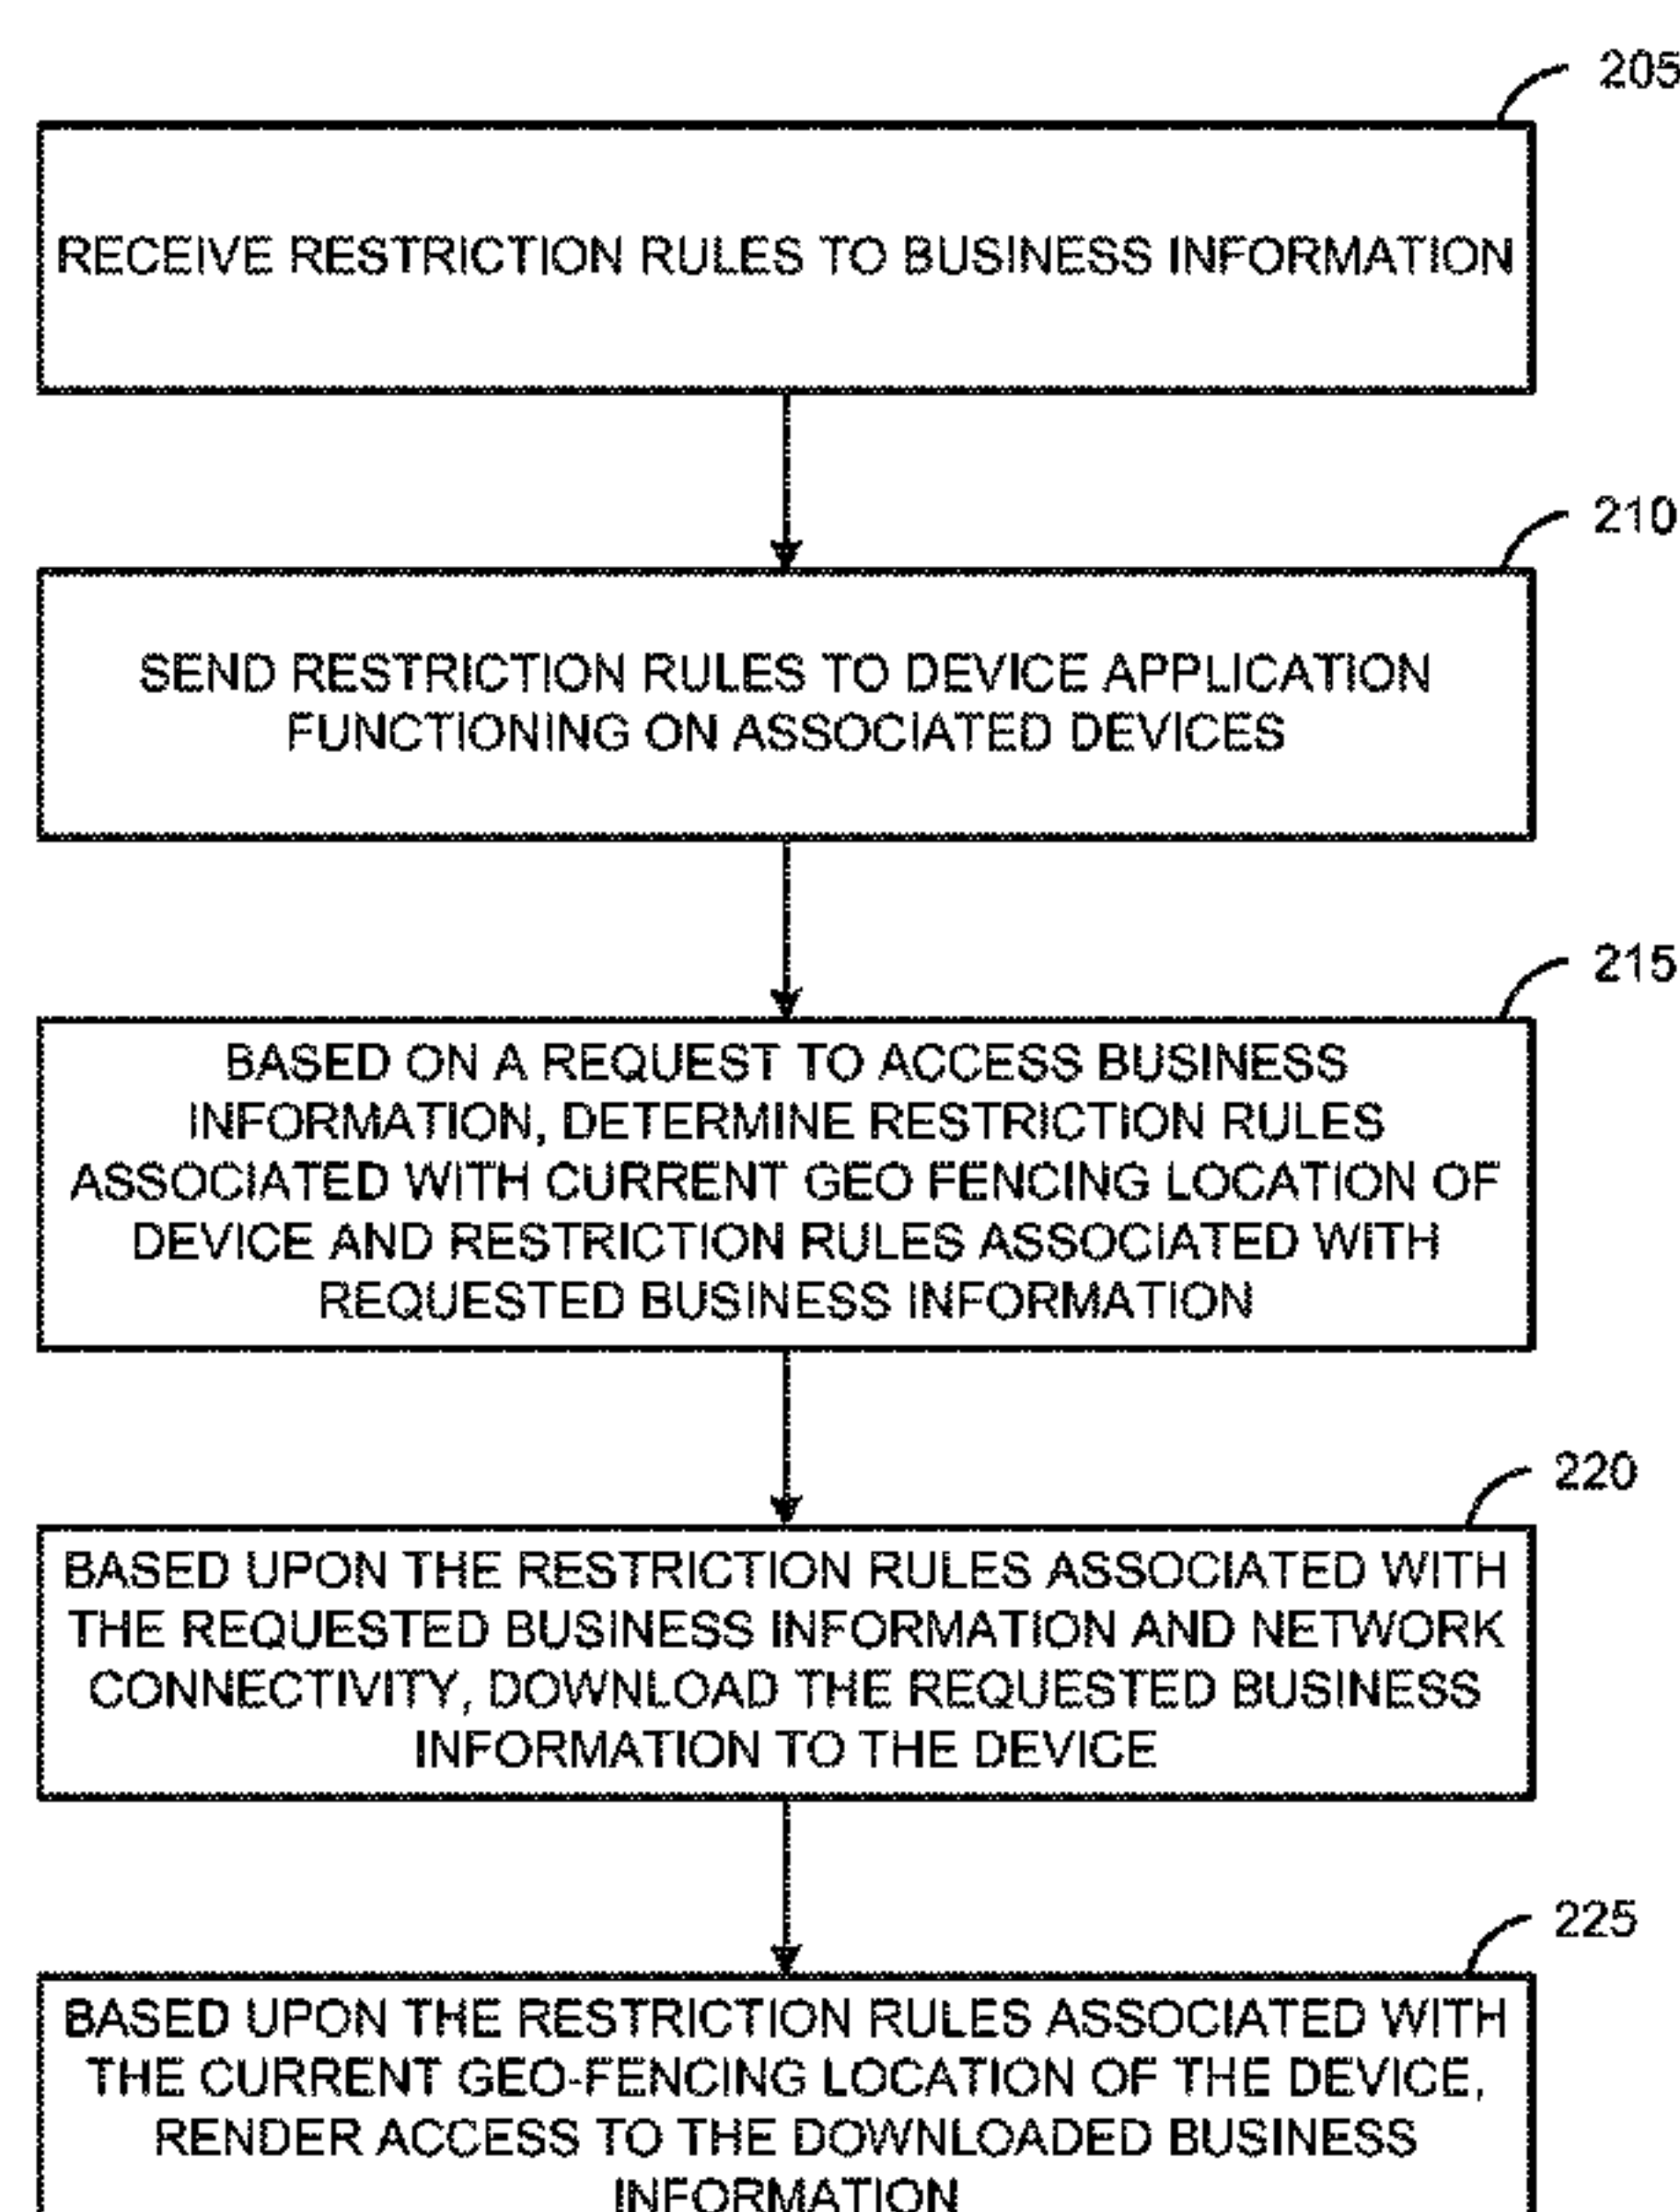 205
RECEIVE RESTRICTION RULES TO BUSINESS INFORMATION
210
SEND RESTRICTION RULES TO DEVICE APPLICATION
FUNCTIONING ON ASSOCIATED DEVICES
215
BASED ON A REQUEST TO ACCESS BUSINESS
INFORMATION, DETERMINE RESTRICTION RULES
ASSOCIATED WITH CURRENT GEO FENCING LOCATION OF
DEVICE AND RESTRICTION RULES ASSOCIATED WITH
REQUESTED BUSINESS INFORMATION
220
BASED UPON THE RESTRICTION RULES ASSOCIATED WITH
THE REQUESTED BUSINESS INFORMATION AND NETWORK
CONNECTIVITY, DOWNLOAD THE REQUESTED BUSINESS
INFORMATION TO THE DEVICE
225
BASED UPON THE RESTRICTION RULES ASSOCIATED WITH
THE CURRENT GEO-FENCING LOCATION OF THE DEVICE,
RENDER ACCESS TO THE DOWNLOADED BUSINESS
INFORMATION